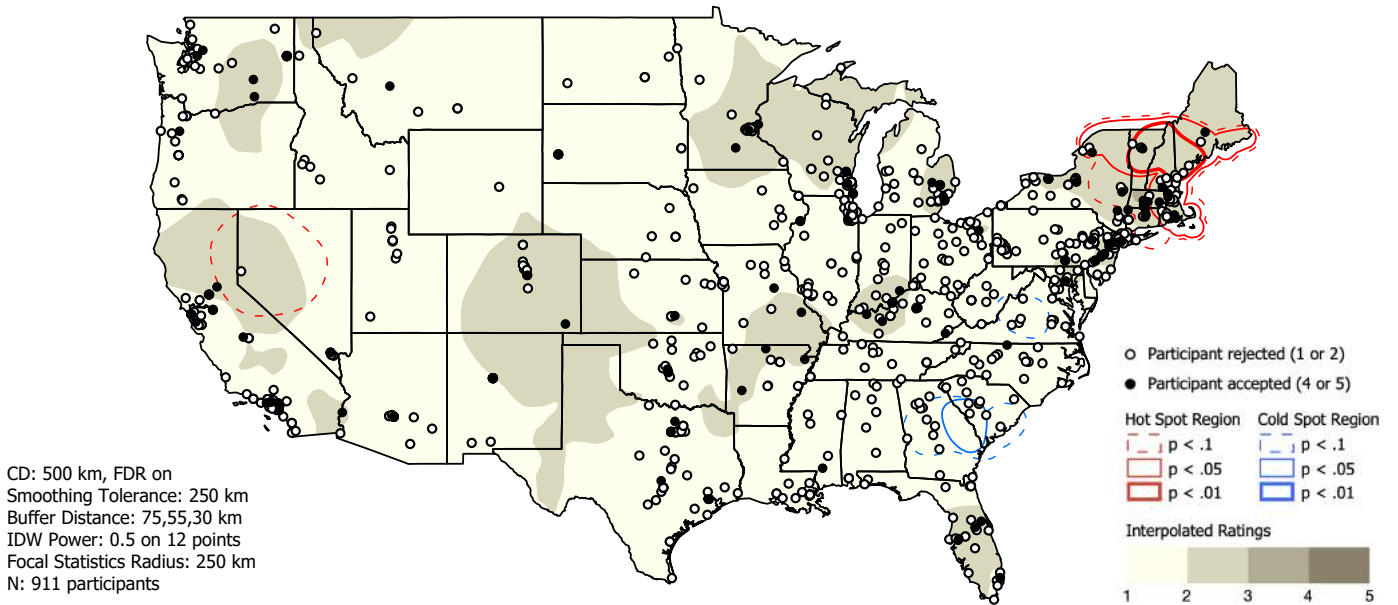 Participant rejected (1 or 2)
Participant accepted (4 or 5)
Hot Spot Region Cold Spot Region
p < .1 p < .1
p < .05 p < .05
p < .01 p < .01
Interpolated Ratings
1 2 3 4 5
CD: 500 km, FDR on
Smoothing Tolerance: 250 km
Buffer Distance: 75,55,30 km
IDW Power: 0.5 on 12 points
Focal Statistics Radius: 250 km
N: 911 participants